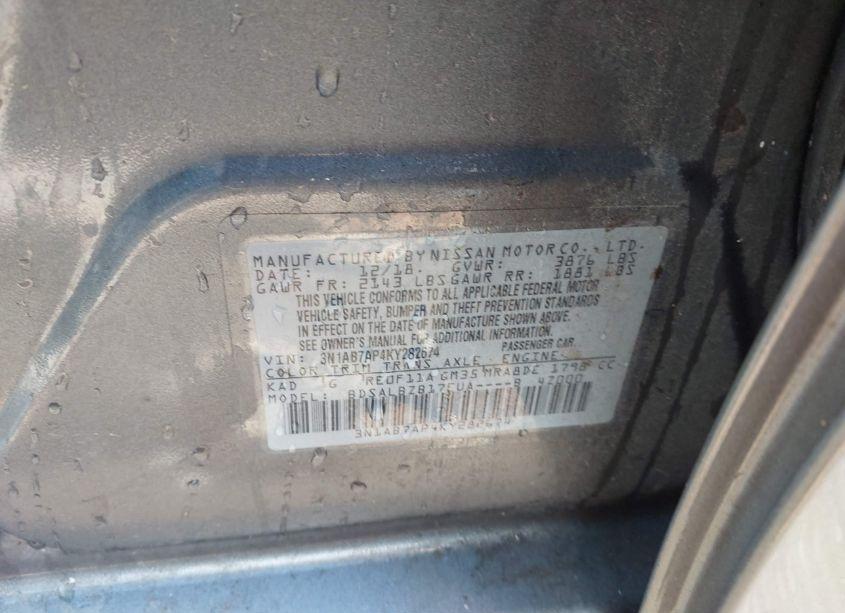 MANUFACTURED BY NISSAN MOTOR CO., LTD.
DATE: 12/18 GVWR: 3876 LBS
GAWR FR: 2143 LBS GAWR RR: 1881 LBS
THIS VEHICLE CONFORMS TO ALL APPLICABLE FEDERAL MOTOR
VEHICLE SAFETY, BUMPER AND THEFT PREVENTION STANDARDS
IN EFFECT ON THE DATE OF MANUFACTURE SHOWN ABOVE.
SEE OWNER'S MANUAL FOR ADDITIONAL INFORMATION
VIN: 3N1AB7AP4KY282674 PASSENGER CAR
COLOR TRIM TRANS AXLE ENGINE
KAD G RE0F11A GM35 MRA8DE 1798 CC
MODEL: BDSALBZB17EUA----B 42000
3N1AB7AP4KY282674